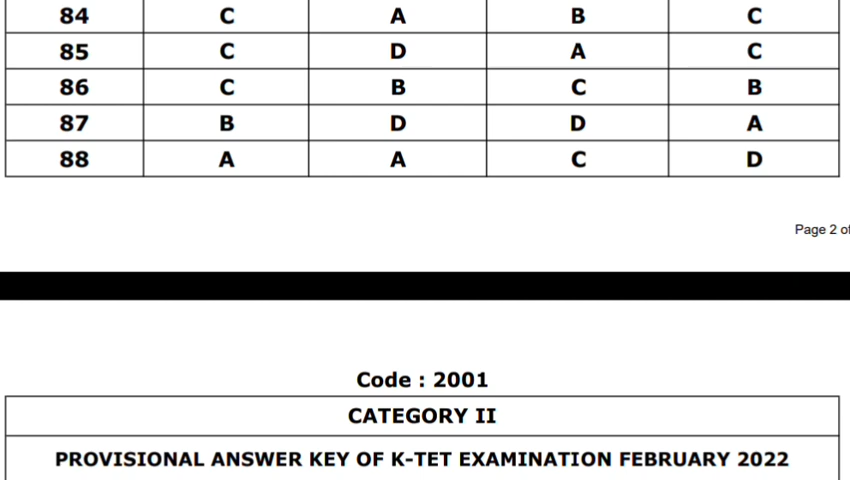 84 C A B C
85 C D A C
86 C B C B
87 B D D A
88 A A C D
Page 2 of
Code : 2001
CATEGORY II
PROVISIONAL ANSWER KEY OF K-TET EXAMINATION FEBRUARY 2022